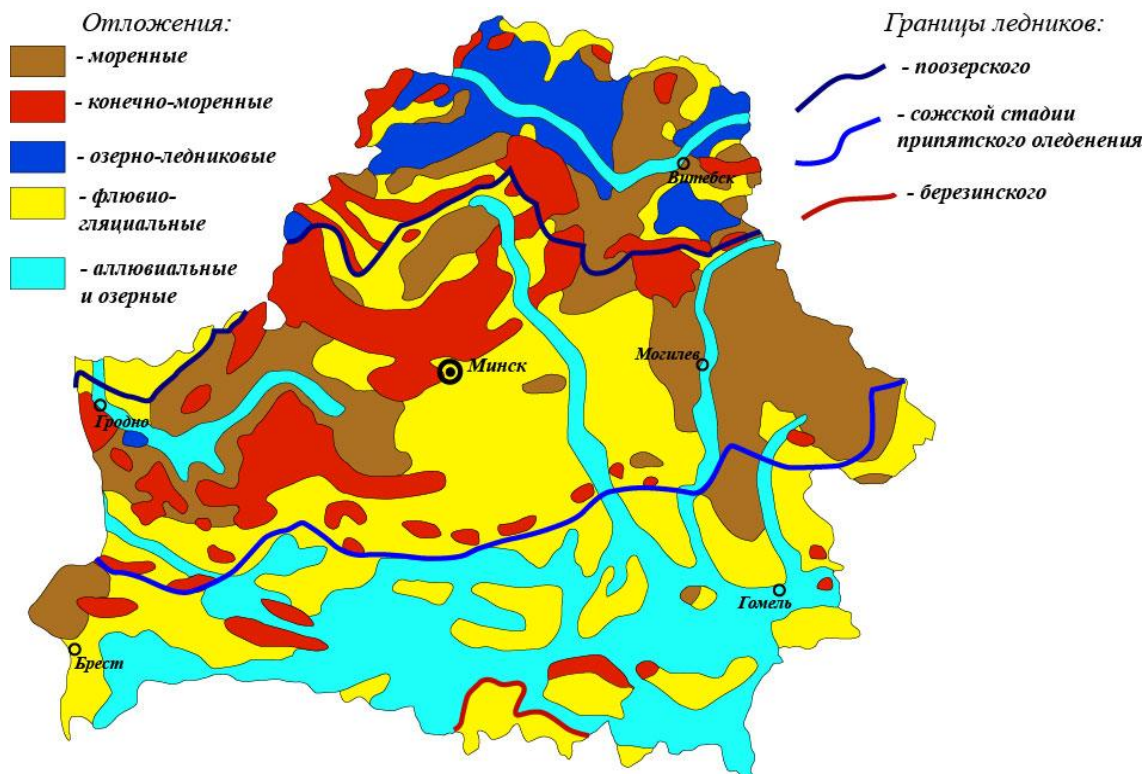 Отложения:
- моренные
- конечно-моренные
- озерно-ледниковые
- флювио-
гляциальные
- аллювиальные
и озерные
Границы ледников:
- поозерского
- сожской стадии
припятского оледенения
- березинского
Витебск
Минск
Могилев
Гродно
Гомель
Брест